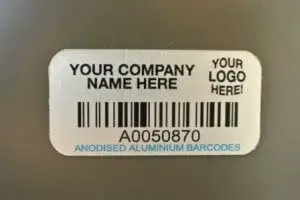 YOUR COMPANY
NAME HERE
YOUR
LOGO
HERE!
A0050870
ANODISED ALUMINIUM BARCODES